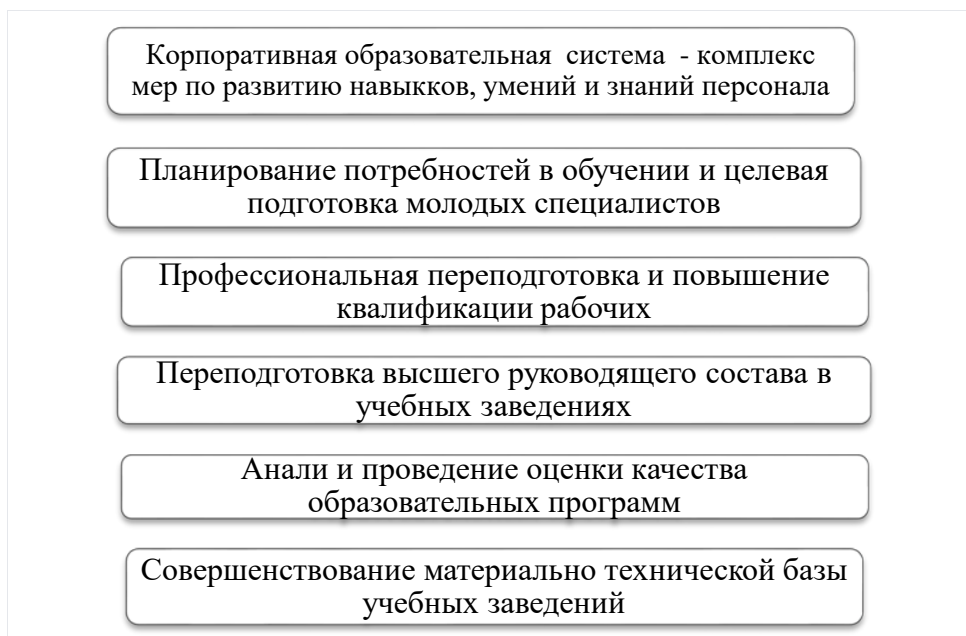 Корпоративная образовательная система - комплекс
мер по развитию навыкков, умений и знаний персонала
Планирование потребностей в обучении и целевая
подготовка молодых специалистов
Профессиональная переподготовка и повышение
квалификации рабочих
Переподготовка высшего руководящего состава в
учебных заведениях
Анали и проведение оценки качества
образовательных программ
Совершенствование материально технической базы
учебных заведений